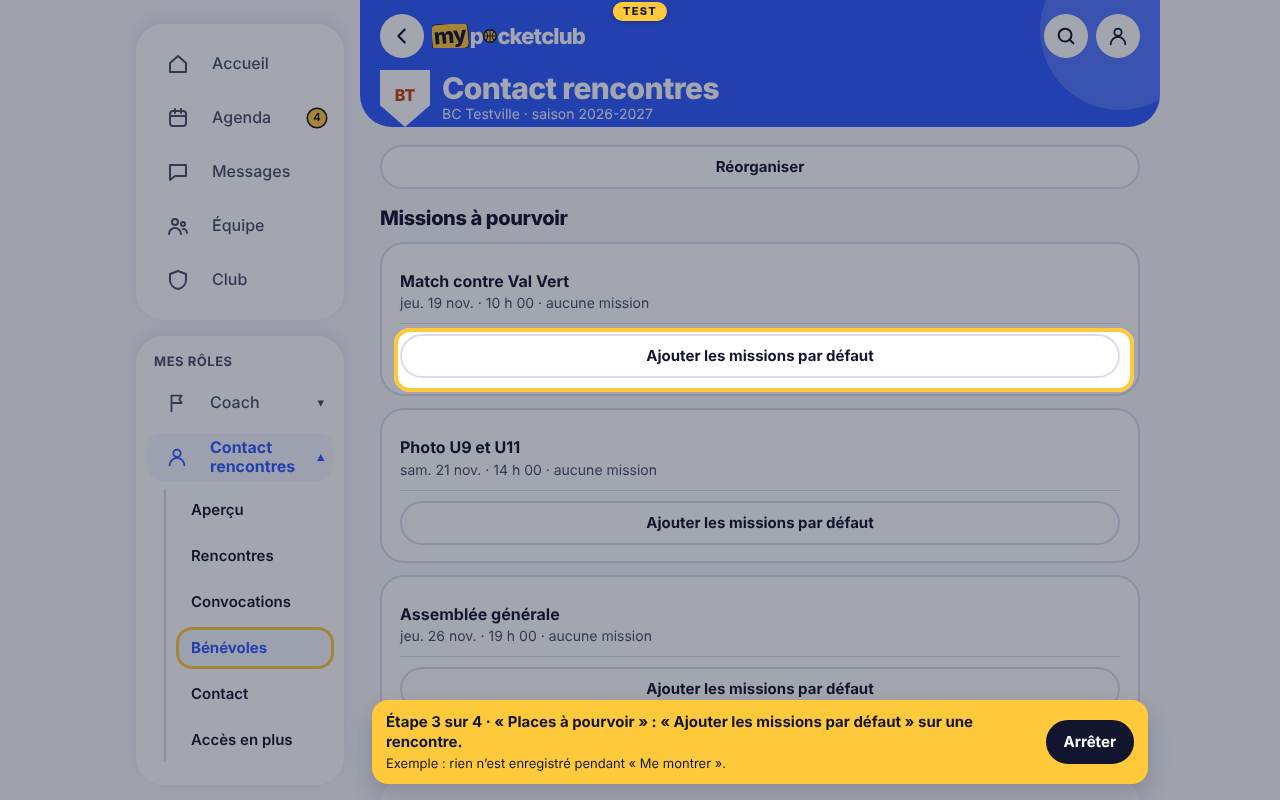 TEST
mypocketclub
BT
Contact rencontres
BC Testville · saison 2026-2027
Accueil
Agenda
4
Messages
Équipe
Club
MES RÔLES
Coach ▾
Contact
rencontres ▴
Aperçu
Rencontres
Convocations
Bénévoles
Contact
Accès en plus
Réorganiser
Missions à pourvoir
Match contre Val Vert
jeu. 19 nov. · 10 h 00 · aucune mission
Ajouter les missions par défaut
Photo U9 et U11
sam. 21 nov. · 14 h 00 · aucune mission
Ajouter les missions par défaut
Assemblée générale
jeu. 26 nov. · 19 h 00 · aucune mission
Ajouter les missions par défaut
Étape 3 sur 4 · « Places à pourvoir » : « Ajouter les missions par défaut » sur une
rencontre.
Exemple : rien n’est enregistré pendant « Me montrer ».
Arrêter